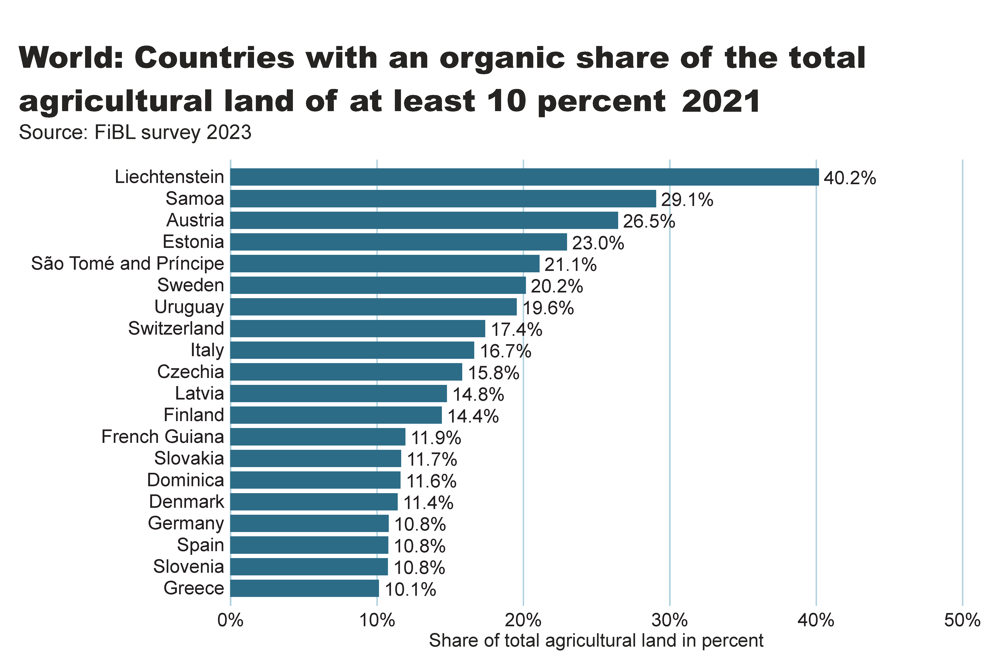 World: Countries with an organic share of the total
agricultural land of at least 10 percent 2021
Source: FiBL survey 2023
Liechtenstein 40.2%
Samoa 29.1%
Austria 26.5%
Estonia 23.0%
São Tomé and Príncipe 21.1%
Sweden 20.2%
Uruguay 19.6%
Switzerland 17.4%
Italy 16.7%
Czechia 15.8%
Latvia 14.8%
Finland 14.4%
French Guiana 11.9%
Slovakia 11.7%
Dominica 11.6%
Denmark 11.4%
Germany 10.8%
Spain 10.8%
Slovenia 10.8%
Greece 10.1%
0% 10% 20% 30% 40% 50%
Share of total agricultural land in percent